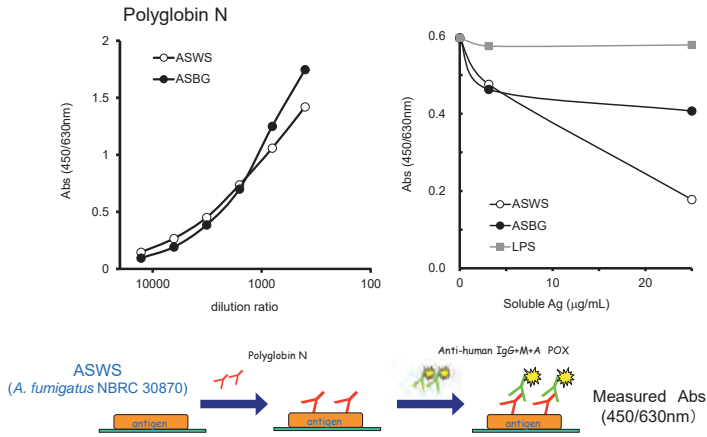 Polyglobin N
2
1.5
1
0.5
0
Abs (450/630nm)
ASWS
ASBG
10000
1000
100
dilution ratio
0.6
0.4
0.2
0.0
Abs (450/630nm)
ASWS
ASBG
LPS
0
10
20
Soluble Ag (μg/mL)
ASWS
(A. fumigatus NBRC 30870)
antigen
Polyglobin N
antigen
Anti-human IgG+M+A POX
antigen
Measured Abs
(450/630nm)